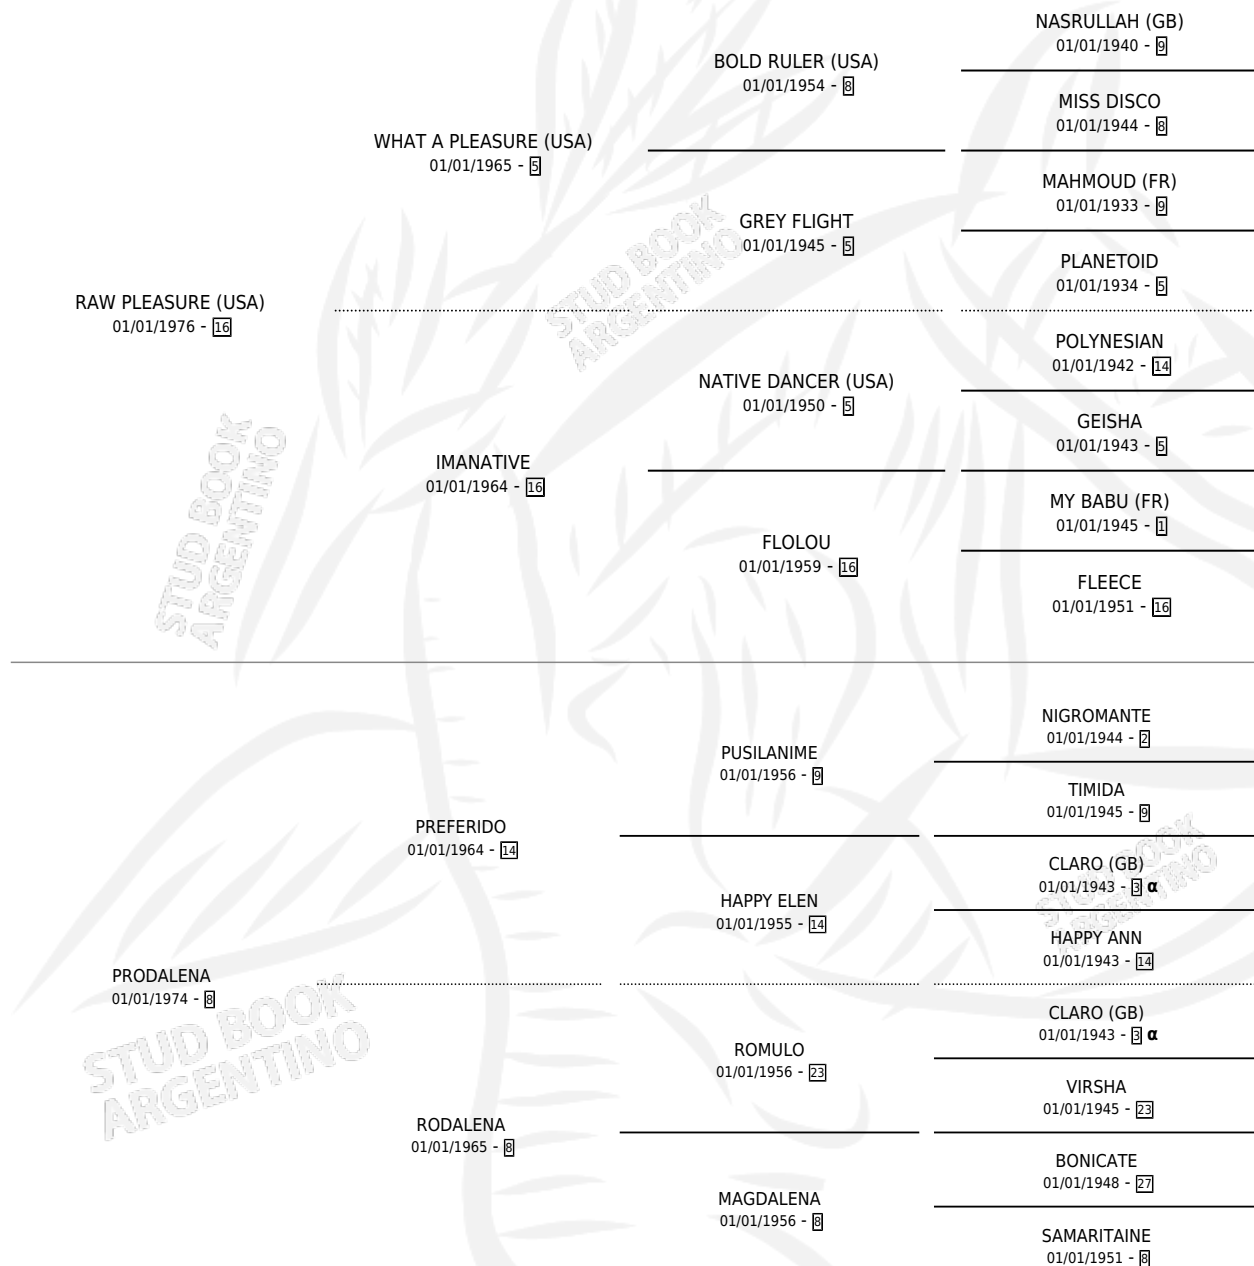 NASRULLAH (GB)
01/01/1940 - 9
BOLD RULER (USA)
01/01/1954 - 8
MISS DISCO
01/01/1944 - 8
WHAT A PLEASURE (USA)
01/01/1965 - 5
MAHMOUD (FR)
01/01/1933 - 9
GREY FLIGHT
01/01/1945 - 5
PLANETOID
01/01/1934 - 5
RAW PLEASURE (USA)
01/01/1976 - 16
POLYNESIAN
01/01/1942 - 14
NATIVE DANCER (USA)
01/01/1950 - 5
GEISHA
01/01/1943 - 5
IMANATIVE
01/01/1964 - 16
MY BABU (FR)
01/01/1945 - 1
FLOLOU
01/01/1959 - 16
FLEECE
01/01/1951 - 16
NIGROMANTE
01/01/1944 - 2
PUSILANIME
01/01/1956 - 9
TIMIDA
01/01/1945 - 9
PREFERIDO
01/01/1964 - 14
CLARO (GB)
01/01/1943 - 3 α
HAPPY ELEN
01/01/1955 - 14
HAPPY ANN
01/01/1943 - 14
PRODALENA
01/01/1974 - 8
CLARO (GB)
01/01/1943 - 3 α
ROMULO
01/01/1956 - 23
VIRSHA
01/01/1945 - 23
RODALENA
01/01/1965 - 8
BONICATE
01/01/1948 - 27
MAGDALENA
01/01/1956 - 8
SAMARITAINE
01/01/1951 - 8
STUD BOOK
ARGENTINO
STUD BOOK
ARGENTINO
STUD BOOK
ARGENTINO
STUD BOOK
ARGENTINO